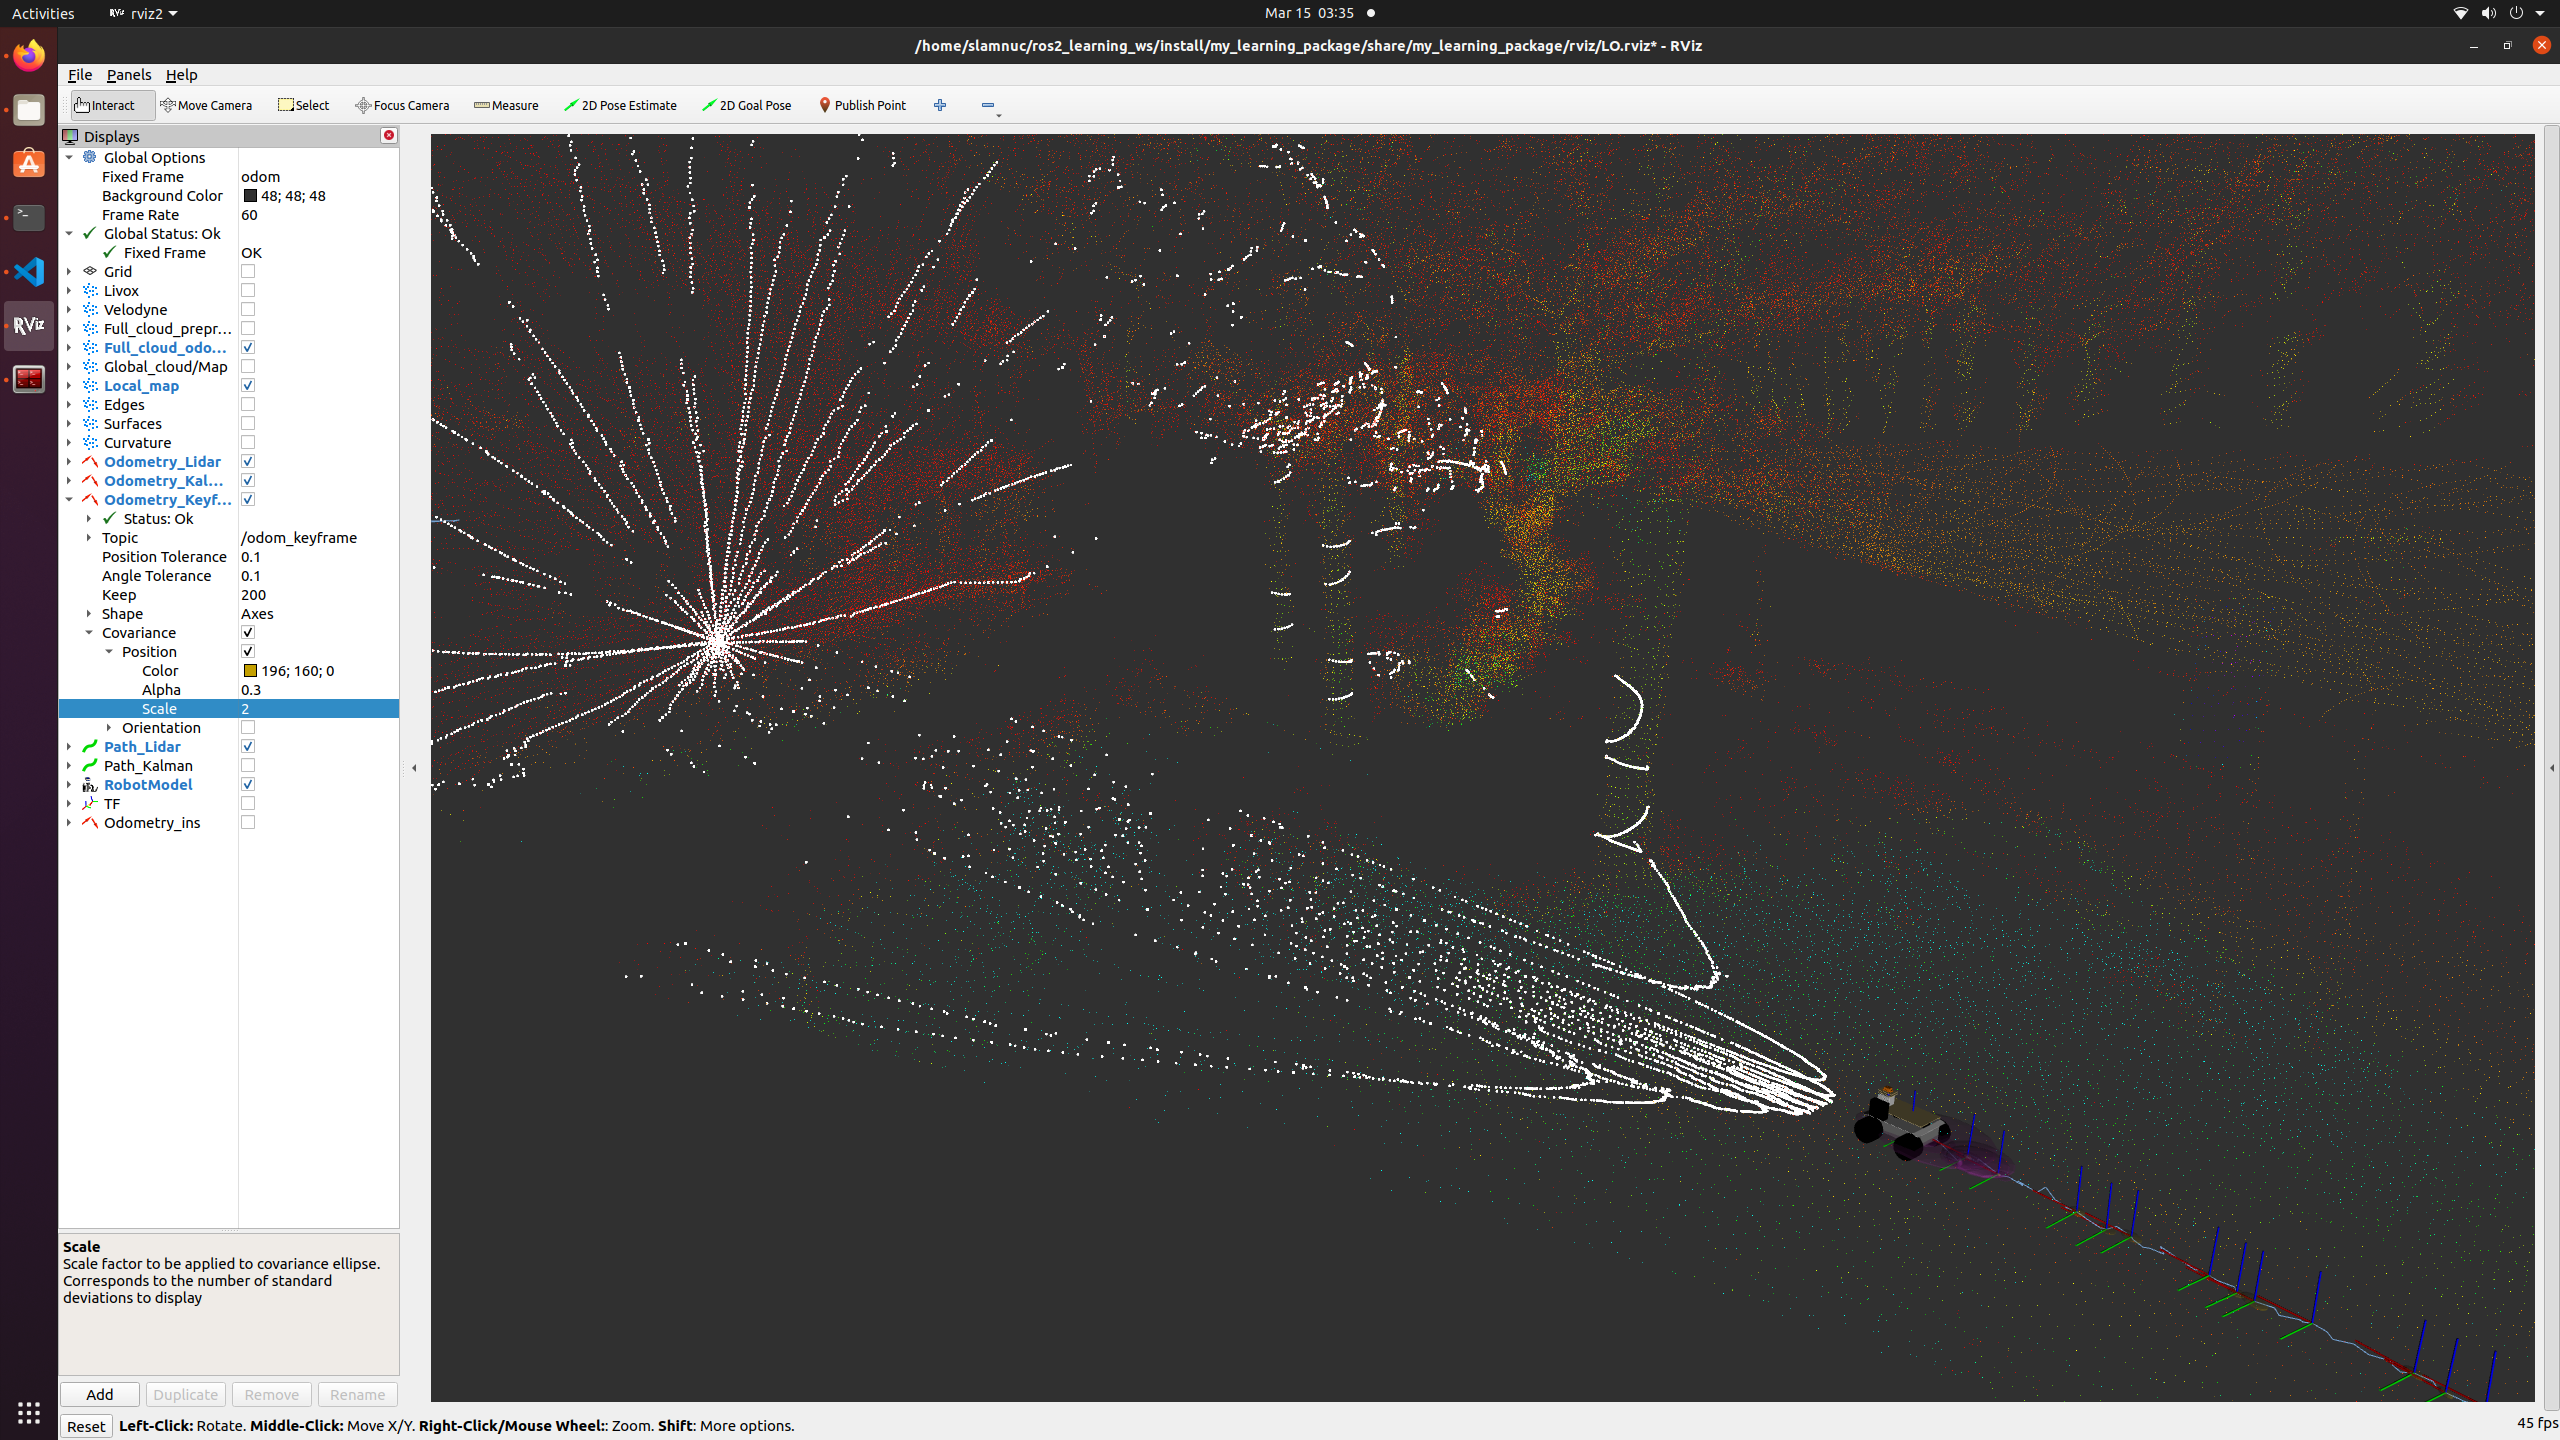 Activities rviz2 Mar 15 03:35
/home/slamnuc/ros2_learning_ws/install/my_learning_package/share/my_learning_package/rviz/LO.rviz* - RViz
File Panels Help
Interact Move Camera Select Focus Camera Measure 2D Pose Estimate 2D Goal Pose Publish Point
Displays
Global Options
Fixed Frame odom
Background Color 48; 48; 48
Frame Rate 60
Global Status: Ok
Fixed Frame OK
Grid
Livox
Velodyne
Full_cloud_prepr...
Full_cloud_odo...
Global_cloud/Map
Local_map
Edges
Surfaces
Curvature
Odometry_Lidar
Odometry_Kal...
Odometry_Keyf...
Status: Ok
Topic /odom_keyframe
Position Tolerance 0.1
Angle Tolerance 0.1
Keep 200
Shape Axes
Covariance
Position
Color 196; 160; 0
Alpha 0.3
Scale 2
Orientation
Path_Lidar
Path_Kalman
RobotModel
TF
Odometry_ins
RViz
Scale
Scale factor to be applied to covariance ellipse.
Corresponds to the number of standard
deviations to display
Add Duplicate Remove Rename
Reset Left-Click: Rotate. Middle-Click: Move X/Y. Right-Click/Mouse Wheel:: Zoom. Shift: More options. 45 fps